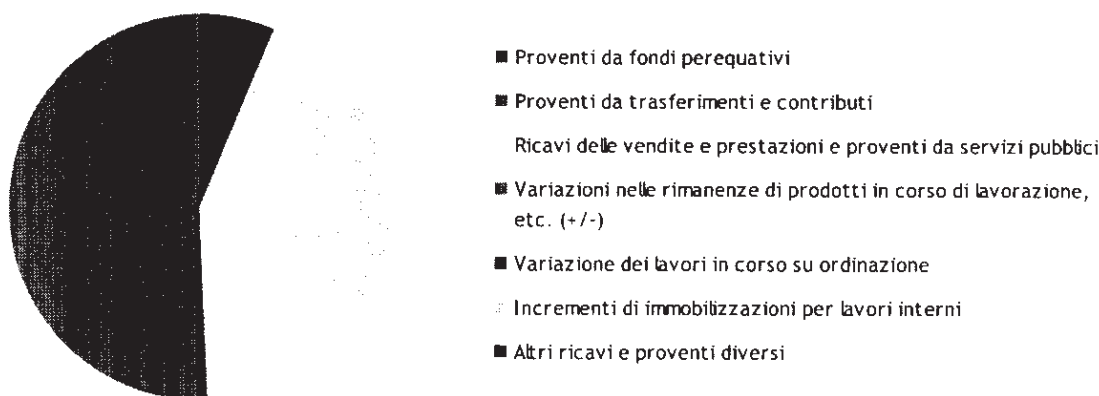 Proventi da fondi perequativi
Proventi da trasferimenti e contributi
Ricavi delle vendite e prestazioni e proventi da servizi pubblici
Variazioni nelle rimanenze di prodotti in corso di lavorazione,
etc. (+/-)
Variazione dei lavori in corso su ordinazione
Incrementi di immobilizzazioni per lavori interni
Altri ricavi e proventi diversi